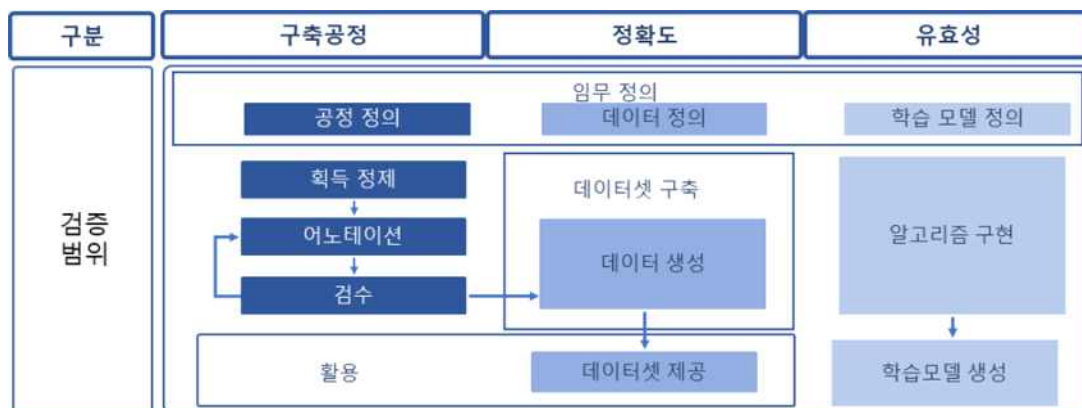 구분
구축공정
정확도
유효성
검증
범위
임무 정의
공정 정의
데이터 정의
학습 모델 정의
획득 정제
어노테이션
검수
데이터셋 구축
데이터 생성
알고리즘 구현
활용
데이터셋 제공
학습모델 생성